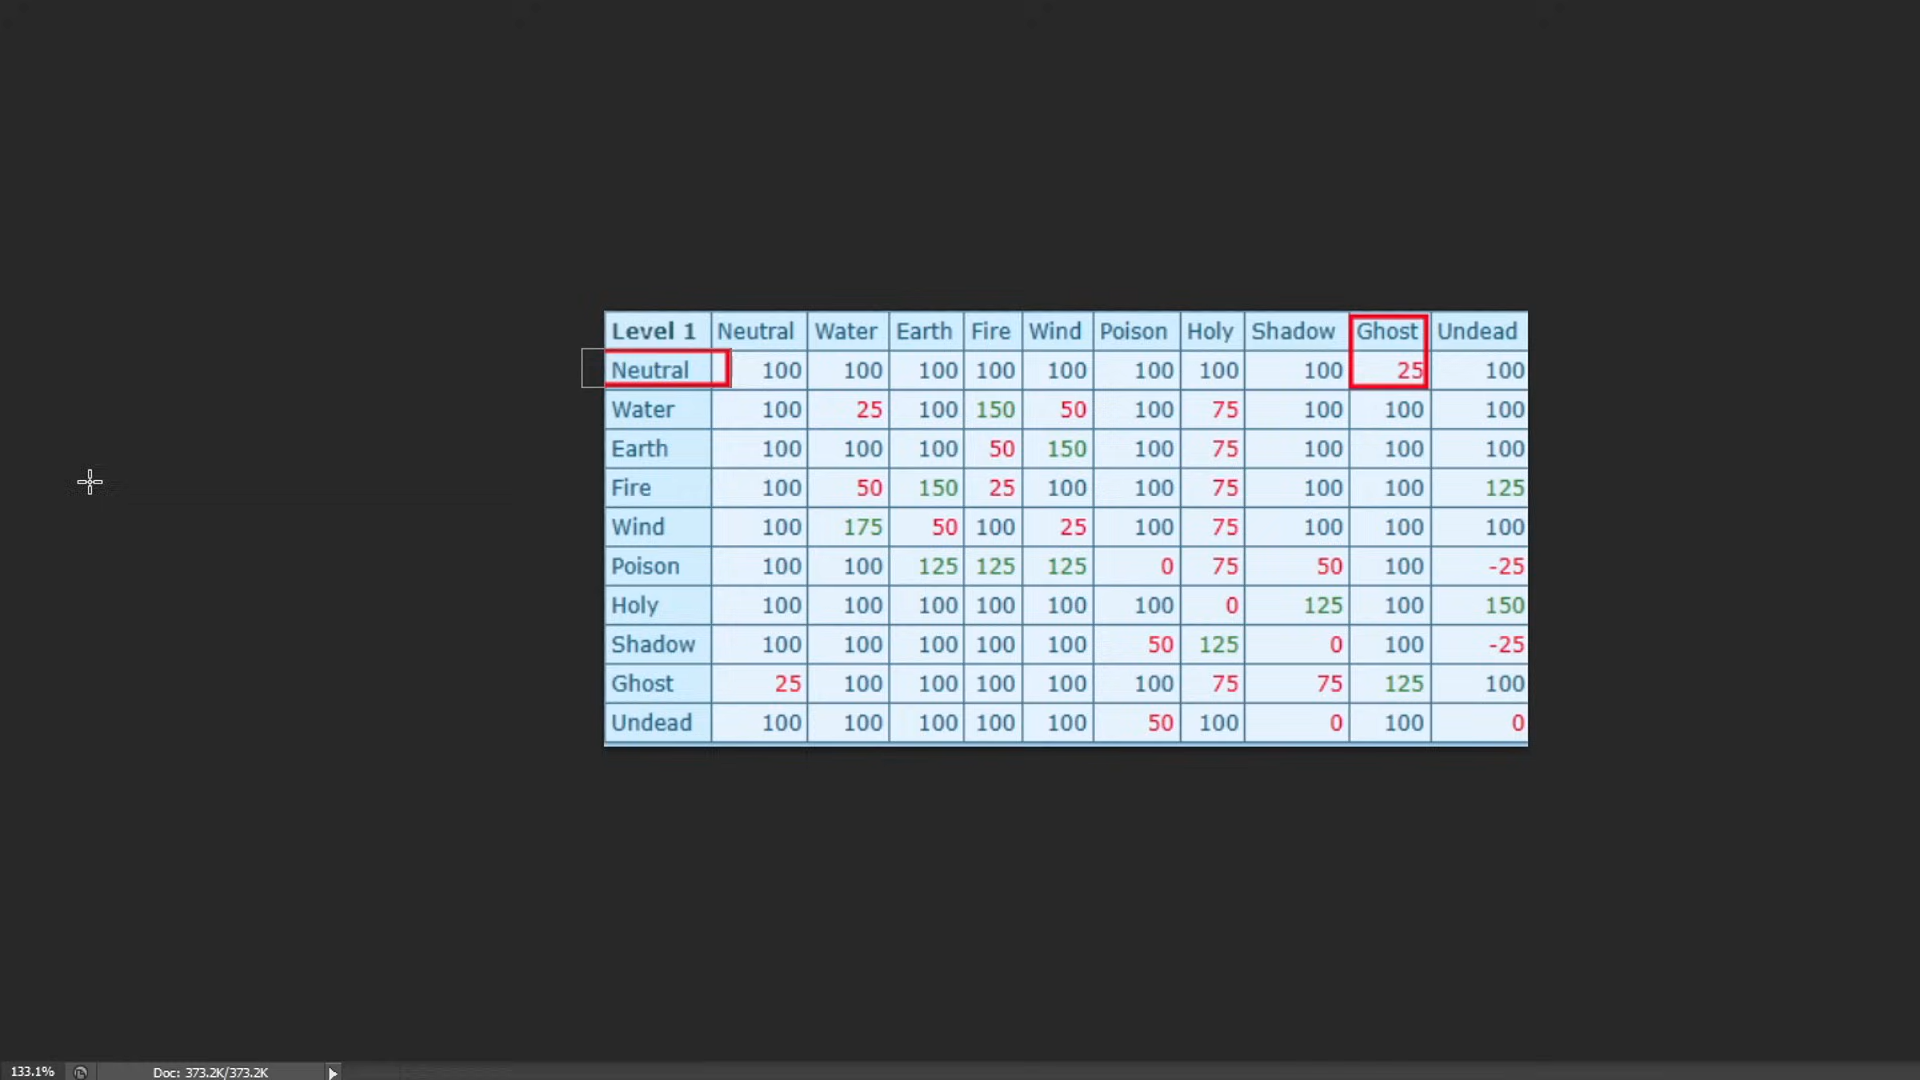 Level 1 Neutral Water Earth Fire Wind Poison Holy Shadow Ghost Undead
Neutral 100 100 100 100 100 100 100 100 25 100
Water 100 25 100 150 50 100 75 100 100 100
Earth 100 100 100 50 150 100 75 100 100 100
Fire 100 50 150 25 100 100 75 100 100 125
Wind 100 175 50 100 25 100 75 100 100 100
Poison 100 100 125 125 125 0 75 50 100 -25
Holy 100 100 100 100 100 100 0 125 100 150
Shadow 100 100 100 100 100 50 125 0 100 -25
Ghost 25 100 100 100 100 100 75 75 125 100
Undead 100 100 100 100 100 50 100 0 100 0
133.1% Doc: 373.2K/373.2K